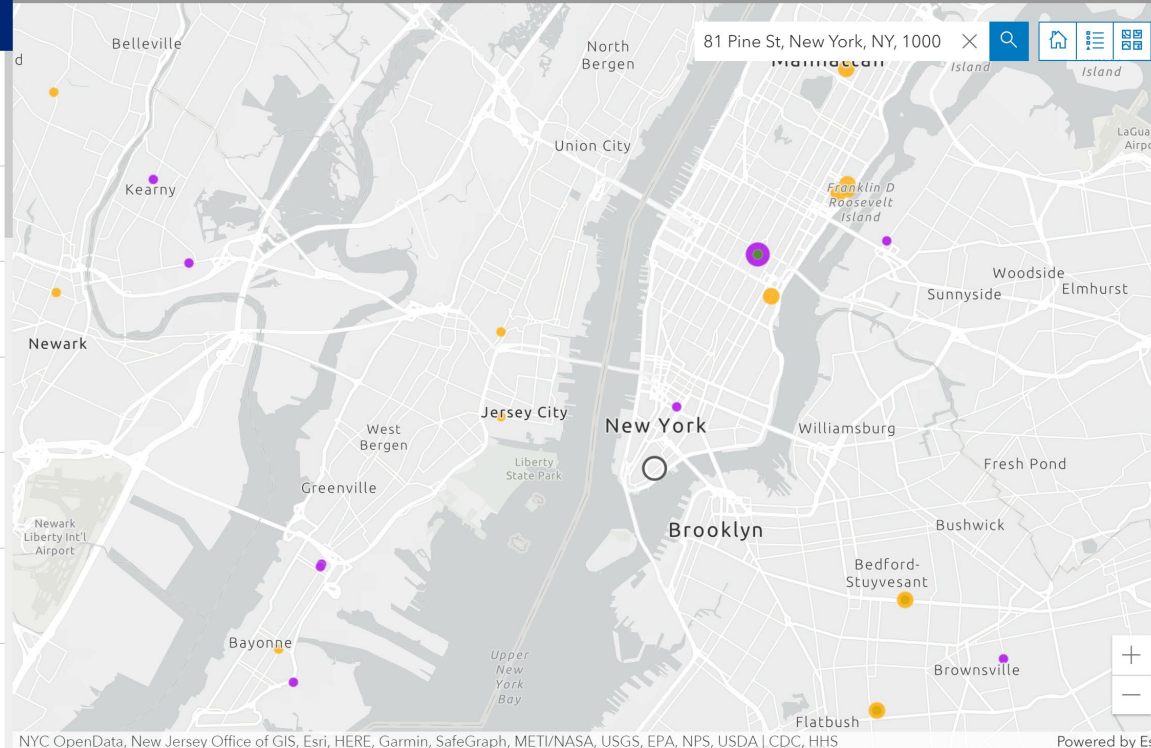 81 Pine St, New York, NY, 1000
Belleville
d
North
Bergen
Manhattan
Island
Island
Union City
LaGua
Airpo
Kearny
Franklin D
Roosevelt
Island
Woodside
Sunnyside
Elmhurst
Newark
Jersey City
New York
West
Bergen
Williamsburg
Liberty
State Park
Fresh Pond
Greenville
Newark
Liberty Int'l
Airport
Brooklyn
Bushwick
Bedford-
Stuyvesant
Bayonne
Upper
New
York
Bay
Brownsville
Flatbush
NYC OpenData, New Jersey Office of GIS, Esri, HERE, Garmin, SafeGraph, METI/NASA, USGS, EPA, NPS, USDA | CDC, HHS
Powered by Es